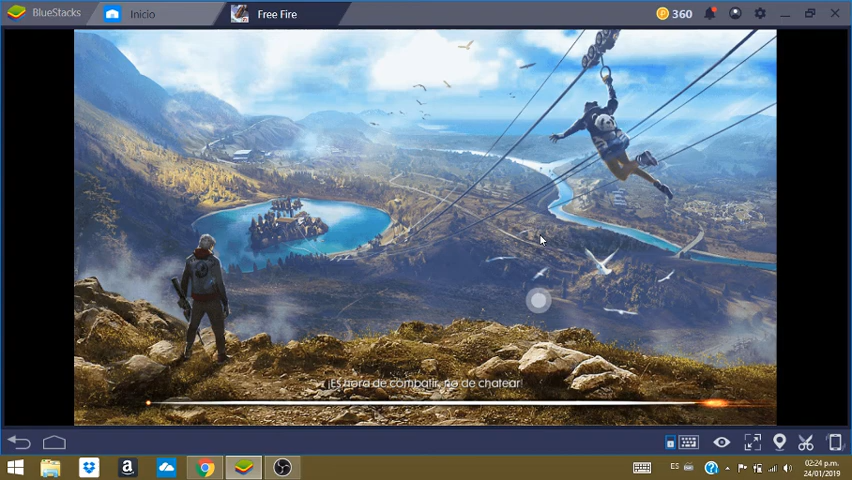 BlueStacks
Inicio
Free Fire
360
¡ES hora de combatir, no de chatear!
ES
02:24 p.m.
24/01/2019